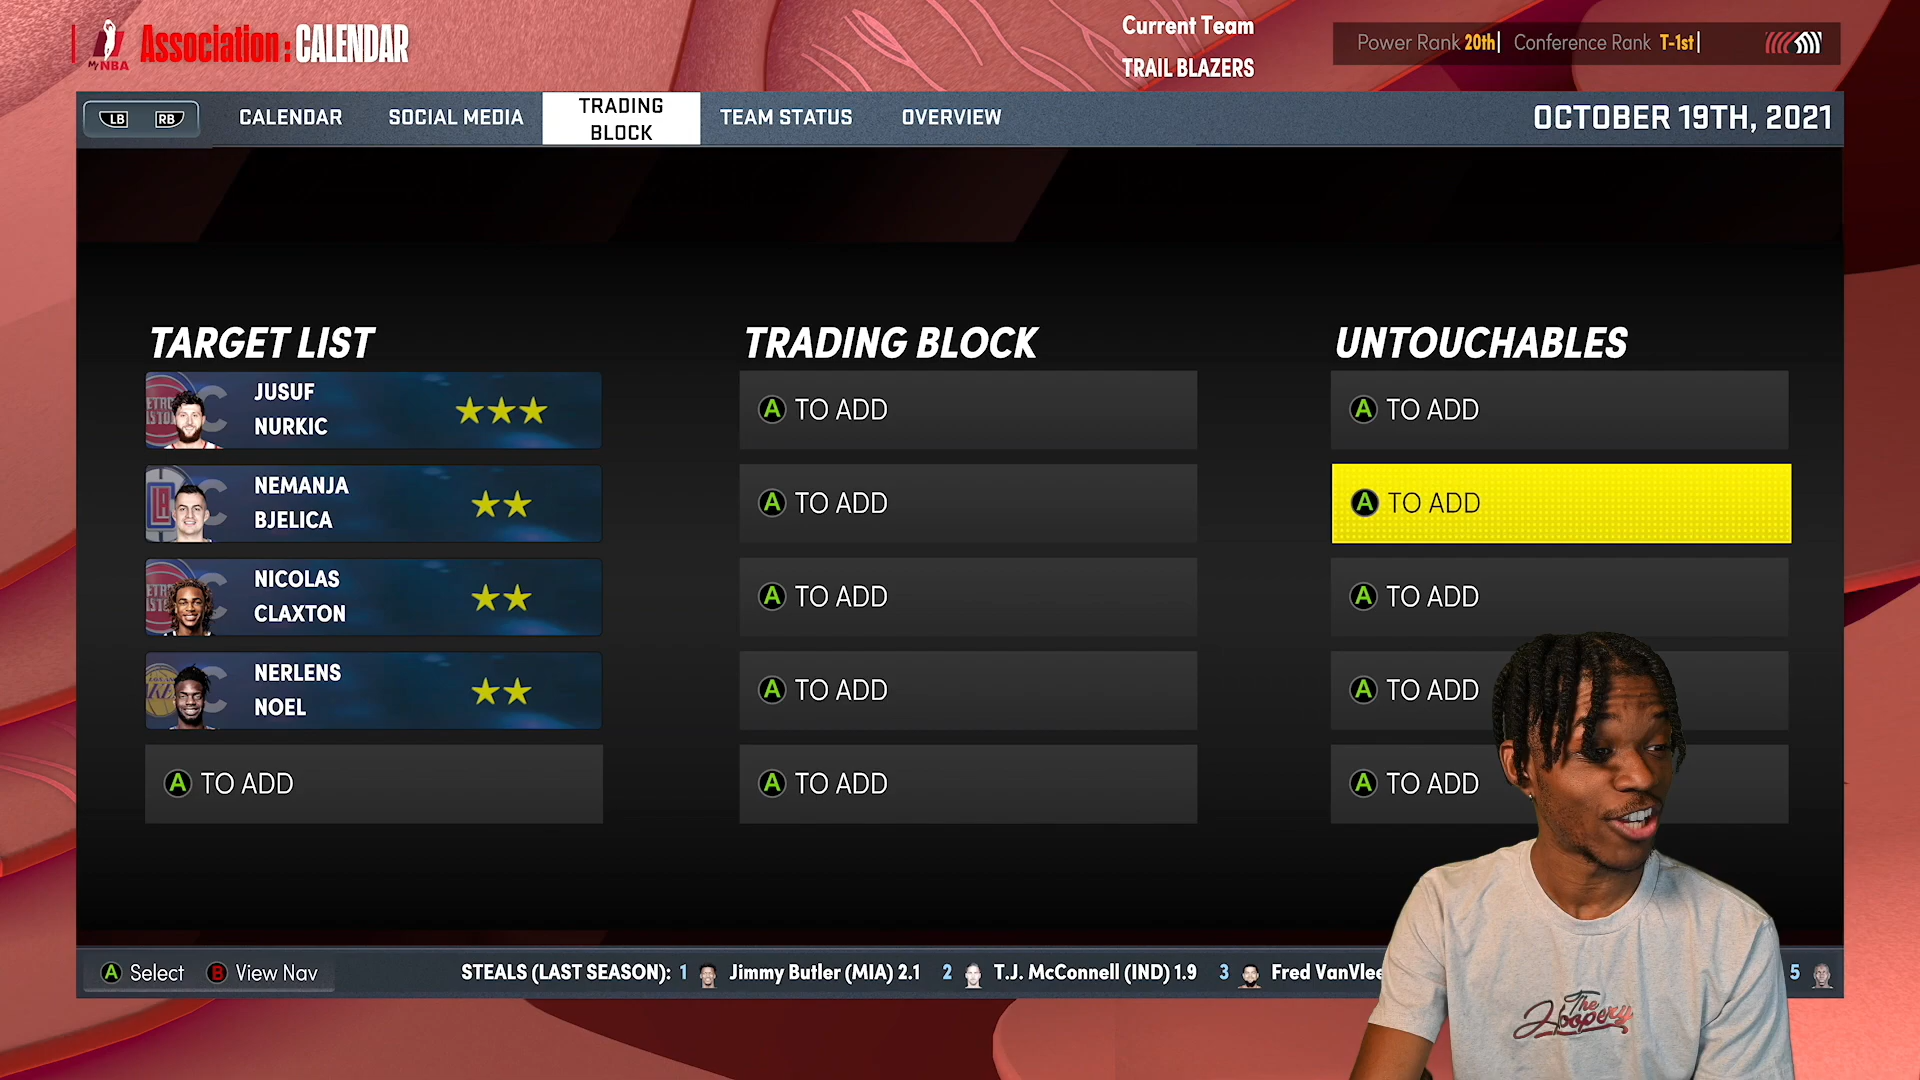 My NBA
Association : CALENDAR
Current Team
TRAIL BLAZERS
Power Rank 20th| Conference Rank T-1st|
LB RB
CALENDAR
SOCIAL MEDIA
TRADING
BLOCK
TEAM STATUS
OVERVIEW
OCTOBER 19TH, 2021
TARGET LIST
JUSUF
NURKIC
NEMANJA
BJELICA
NICOLAS
CLAXTON
NERLENS
NOEL
A TO ADD
TRADING BLOCK
A TO ADD
A TO ADD
A TO ADD
A TO ADD
A TO ADD
UNTOUCHABLES
A TO ADD
A TO ADD
A TO ADD
A TO ADD
A TO ADD
A Select B View Nav
STEALS (LAST SEASON): 1 Jimmy Butler (MIA) 2.1 2 T.J. McConnell (IND) 1.9 3 Fred VanVlee 5
The
Hoopery